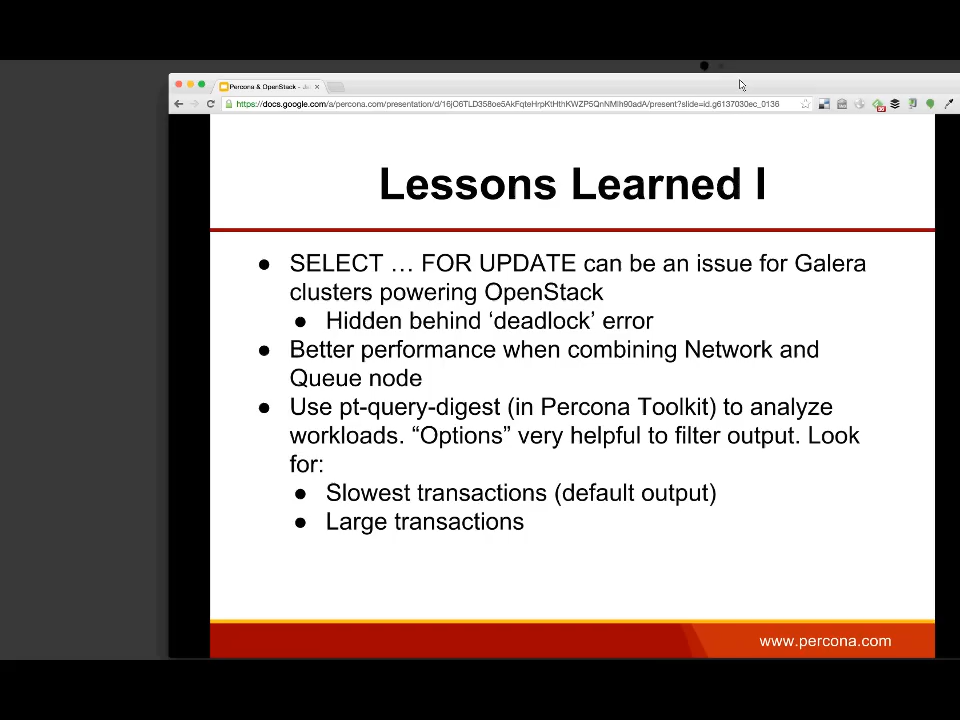 Percona & OpenStack - 
https://docs.google.com/a/percona.com/presentation/d/16jO6TLD358oe5AkFqteHrpKtHthKWZP5QnNMlh90adA/present?slide=id.g6137030ec_0136
Lessons Learned I
● SELECT … FOR UPDATE can be an issue for Galera
clusters powering OpenStack
● Hidden behind ‘deadlock’ error
● Better performance when combining Network and
Queue node
● Use pt-query-digest (in Percona Toolkit) to analyze
workloads. “Options” very helpful to filter output. Look
for:
● Slowest transactions (default output)
● Large transactions
www.percona.com